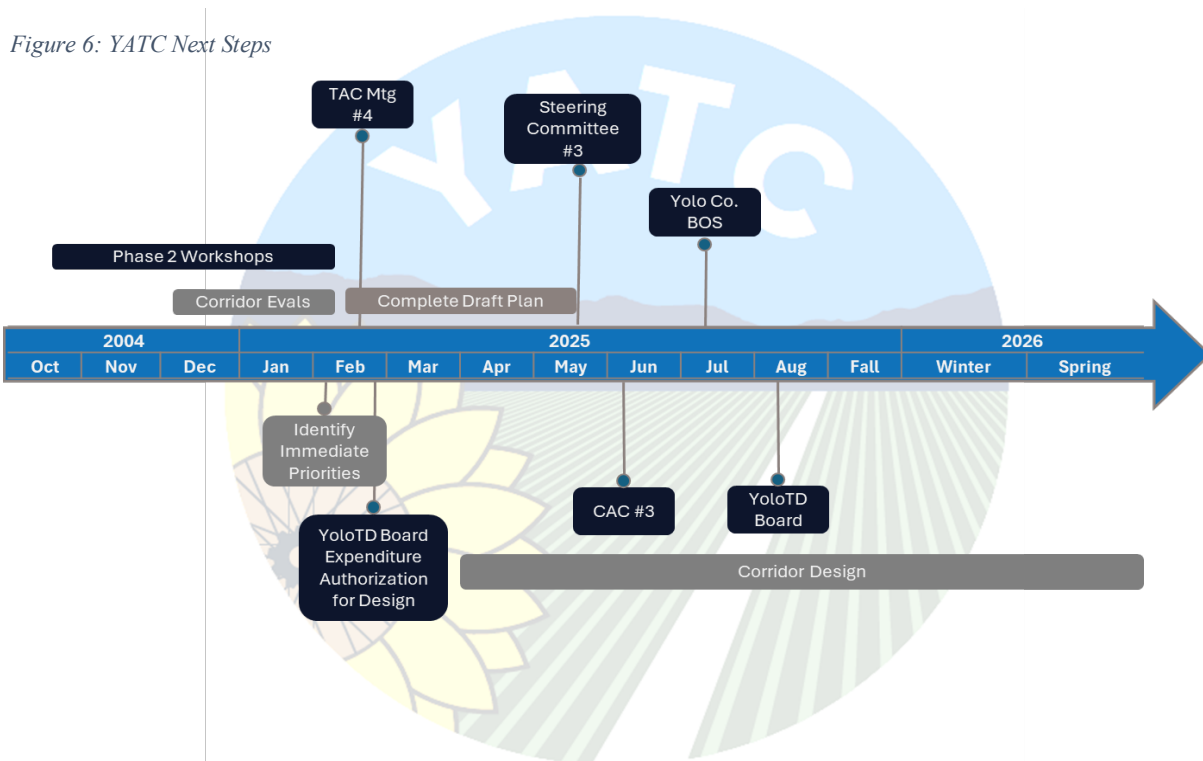 Figure 6: YATC Next Steps
YATC
TAC Mtg
#4
Steering
Committee
#3
Yolo Co.
BOS
Phase 2 Workshops
Corridor Evals
Complete Draft Plan
2004 2025 2026
Oct Nov Dec Jan Feb Mar Apr May Jun Jul Aug Fall Winter Spring
Identify
Immediate
Priorities
YoloTD Board
Expenditure
Authorization
for Design
CAC #3
YoloTD
Board
Corridor Design